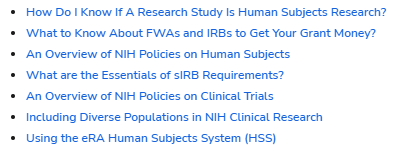 How Do I Know If A Research Study Is Human Subjects Research?
What to Know About FWAs and IRBs to Get Your Grant Money?
An Overview of NIH Policies on Human Subjects
What are the Essentials of sIRB Requirements?
An Overview of NIH Policies on Clinical Trials
Including Diverse Populations in NIH Clinical Research
Using the eRA Human Subjects System (HSS)